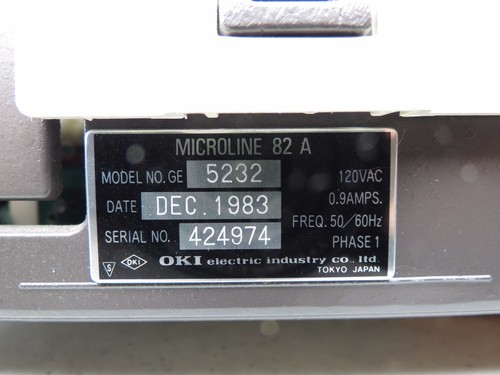 MICROLINE 82 A
MODEL NO. GE 5232 120VAC
DATE DEC. 1983 0.9AMPS.
FREQ. 50/60Hz
SERIAL NO. 424974 PHASE 1
S OKI OKI electric industry co., ltd.
TOKYO JAPAN